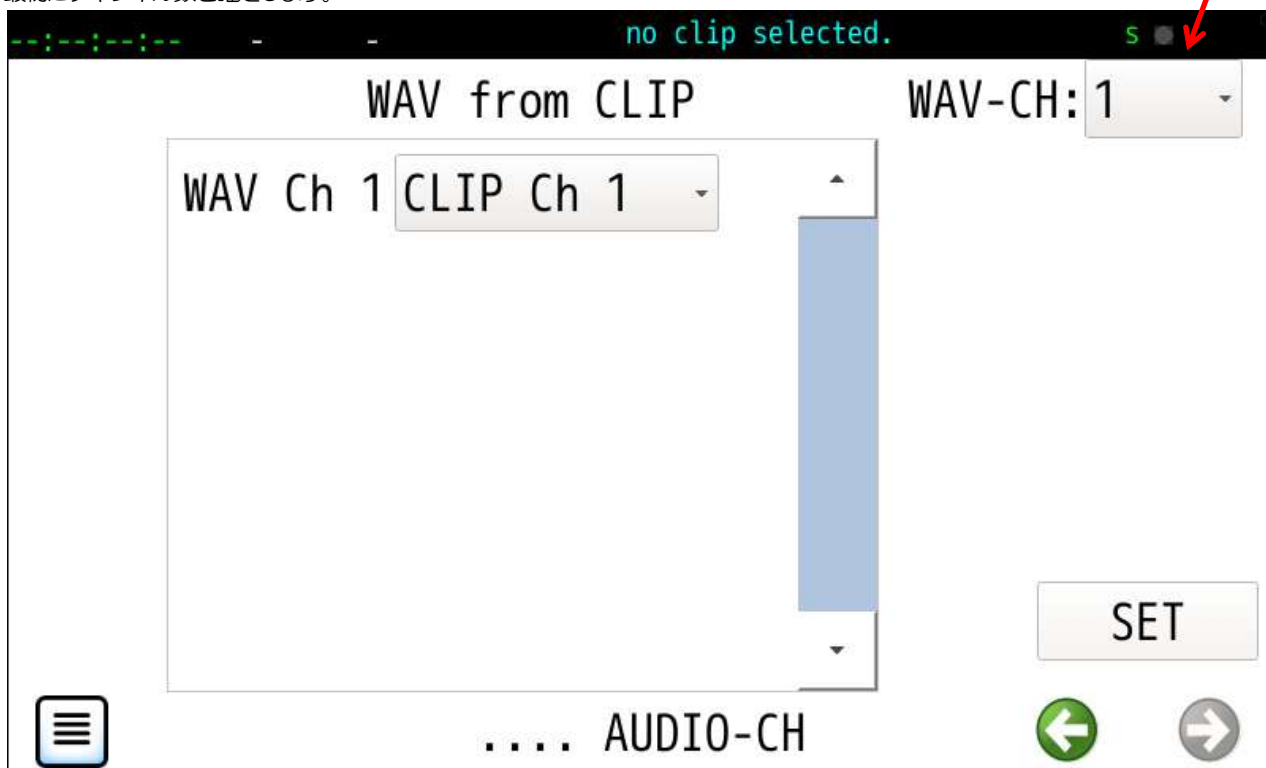 --:--:--:-- - - no clip selected. S
WAV from CLIP WAV-CH: 1
WAV Ch 1 CLIP Ch 1
SET
.... AUDIO-CH